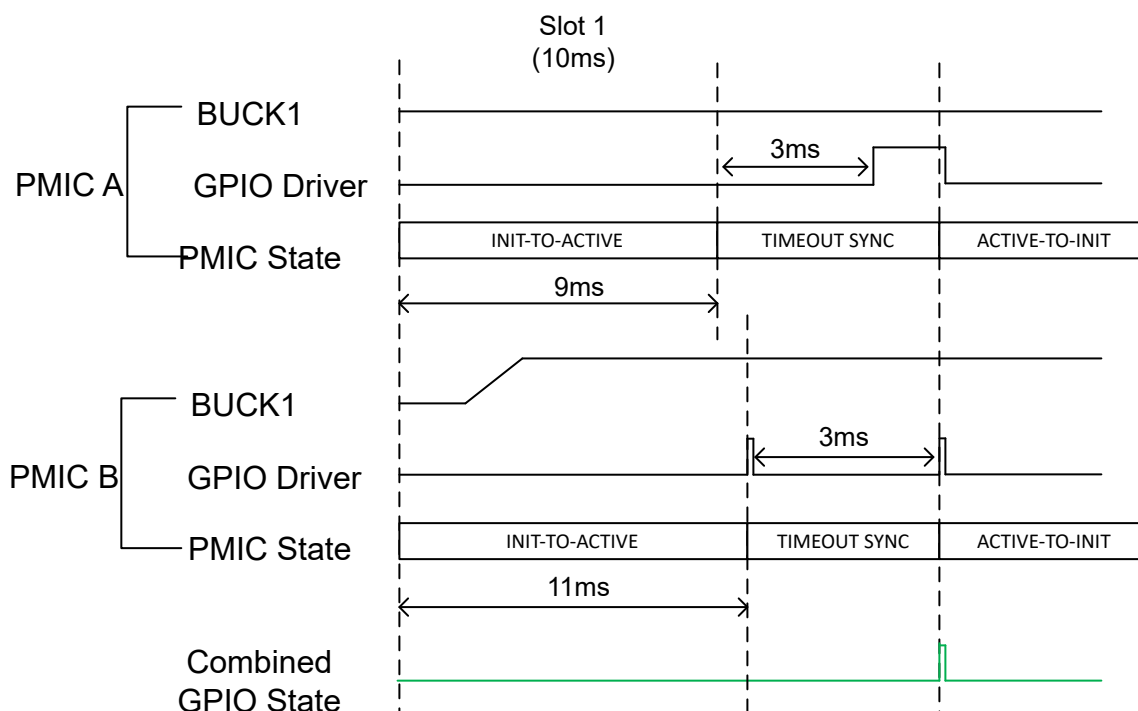 Slot 1
(10ms)
BUCK1
3ms
PMIC A
GPIO Driver
INIT-TO-ACTIVE
TIMEOUT SYNC
ACTIVE-TO-INIT
PMIC State
9ms
BUCK1
3ms
PMIC B
GPIO Driver
INIT-TO-ACTIVE
TIMEOUT SYNC
ACTIVE-TO-INIT
PMIC State
11ms
Combined
GPIO State